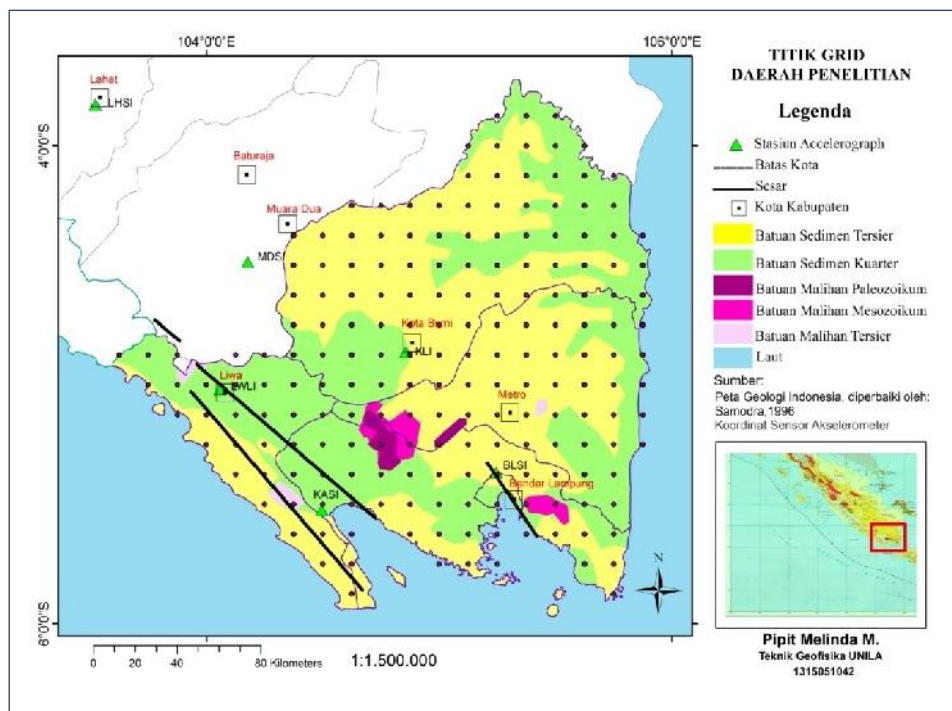 104°0'0"E
106°0'0"E
4°0'0"S
6°0'0"S
Lahat
LHSI
Baturaja
Muara Dua
MDSI
Kota Bumi
KLI
Liwa
LWLI
Metro
BLSI
Bandar Lampung
KASI
N
0 20 40 80 Kilometers
1:1.500.000
TITIK GRID
DAERAH PENELITIAN
Legenda
Stasiun Accelerograph
Batas Kota
Sesar
Kota Kabupaten
Batuan Sedimen Tersier
Batuan Sedimen Kuarter
Batuan Malihan Paleozoikum
Batuan Malihan Mesozoikum
Batuan Malihan Tersier
Laut
Sumber:
Peta Geologi Indonesia, diperbaiki oleh:
Samodra,1996
Koordinal Sensor Akselerometer
Pipit Melinda M.
Teknik Geofisika UNILA
1315051042